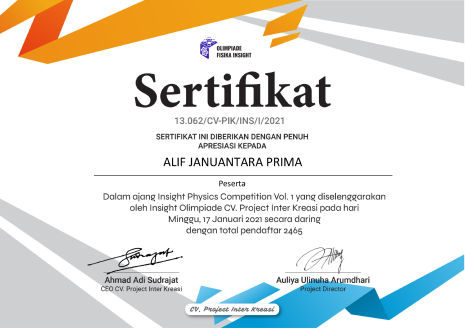 OLIMPIADE
FISIKA INSIGHT
Sertifikat
13.062/CV-PIK/INS/I/2021
SERTIFIKAT INI DIBERIKAN DENGAN PENUH
APRESIASI KEPADA
ALIF JANUANTARA PRIMA
Peserta
Dalam ajang Insight Physics Competition Vol. 1 yang diselenggarakan
oleh Insight Olimpiade CV. Project Inter Kreasi pada hari
Minggu, 17 Januari 2021 secara daring
dengan total pendaftar 2465
Ahmad Adi Sudrajat
CEO CV. Project Inter Kreasi
Auliya Ulinuha Arumdhari
Project Director
CV. Project Inter Kreasi